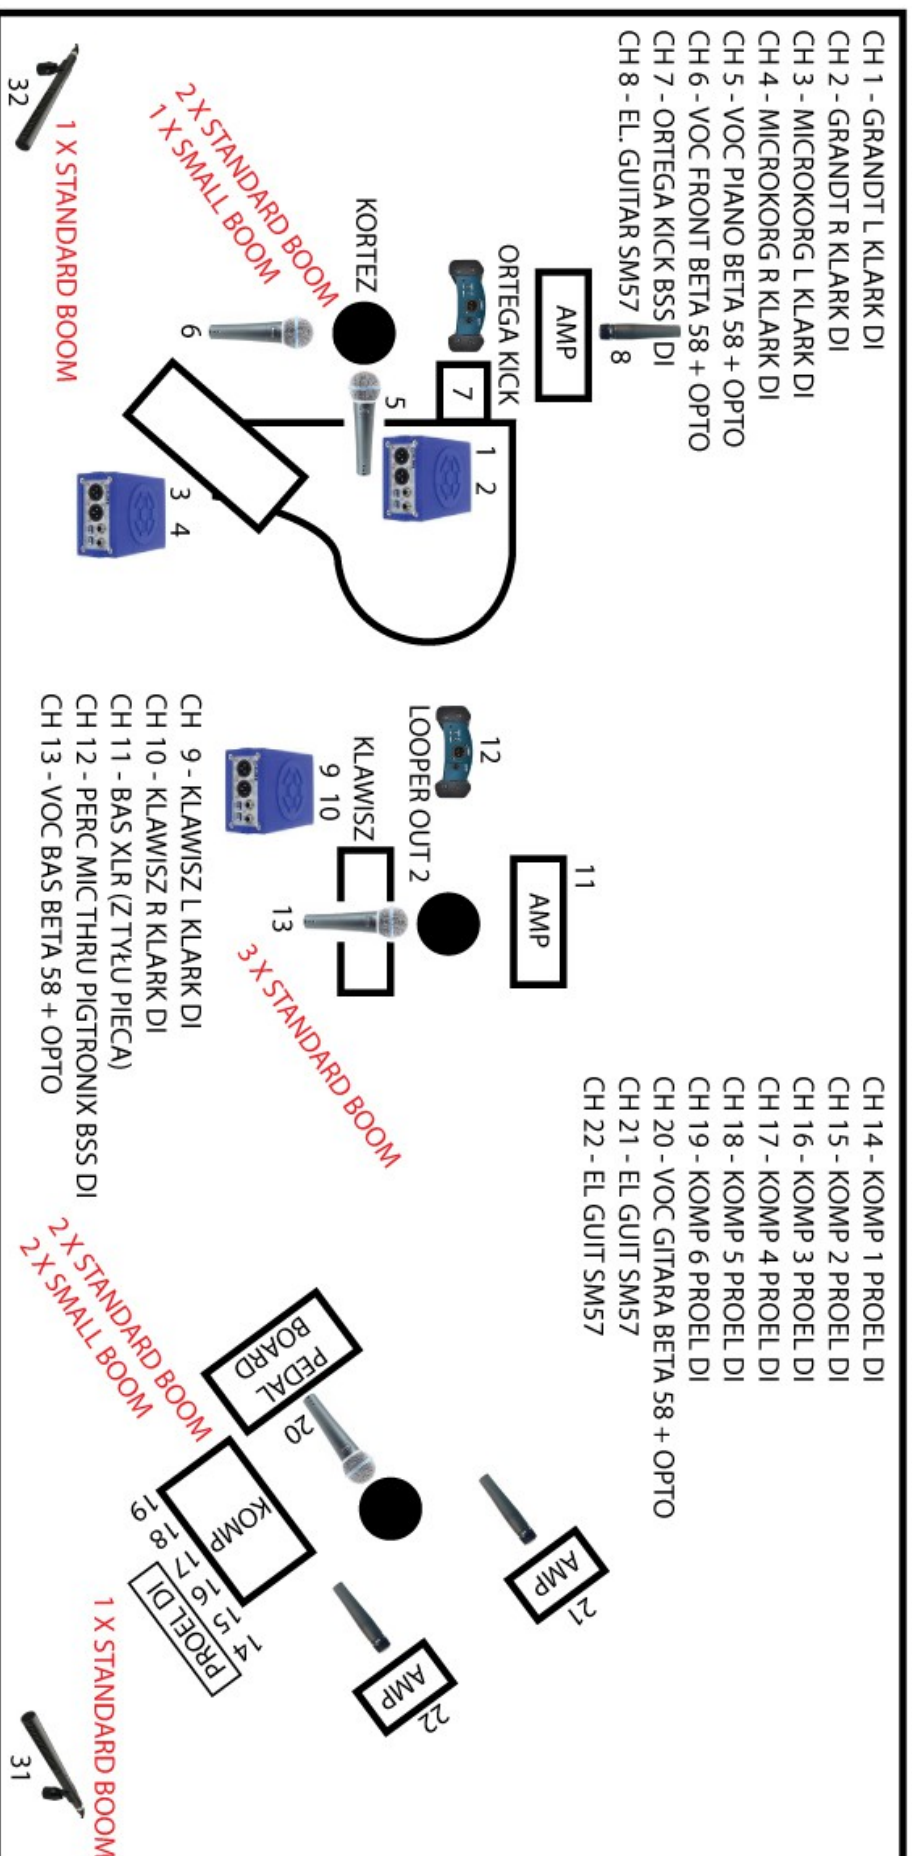 CH 1 - GRANDT L KLARK DI
CH 2 - GRANDT R KLARK DI
CH 3 - MICROKORG L KLARK DI
CH 4 - MICROKORG R KLARK DI
CH 5 - VOC PIANO BETA 58 + OPTO
CH 6 - VOC FRONT BETA 58 + OPTO
CH 7 - ORTEGA KICK BSS DI
CH 8 - EL. GUITAR SM57
8
AMP
ORTEGA KICK
7
1 2
KORTEZ
5
6
2 X STANDARD BOOM
1 X SMALL BOOM
3 4
1 X STANDARD BOOM
32
11
AMP
12
LOOPER OUT 2
KLAWISZ
9 10
13
3 X STANDARD BOOM
CH 9 - KLAWISZ L KLARK DI
CH 10 - KLAWISZ R KLARK DI
CH 11 - BAS XLR (Z TYŁU PIECA)
CH 12 - PERC MIC THRU PIGTRONIX BSS DI
CH 13 - VOC BAS BETA 58 + OPTO
CH 14 - KOMP 1 PROEL DI
CH 15 - KOMP 2 PROEL DI
CH 16 - KOMP 3 PROEL DI
CH 17 - KOMP 4 PROEL DI
CH 18 - KOMP 5 PROEL DI
CH 19 - KOMP 6 PROEL DI
CH 20 - VOC GITARA BETA 58 + OPTO
CH 21 - EL GUIT SM57
CH 22 - EL GUIT SM57
AMP
21
AMP
22
PEDAL
BOARD
20
KOMP
19 18 17 16 15 14
PROEL DI
2 X STANDARD BOOM
2 X SMALL BOOM
1 X STANDARD BOOM
31